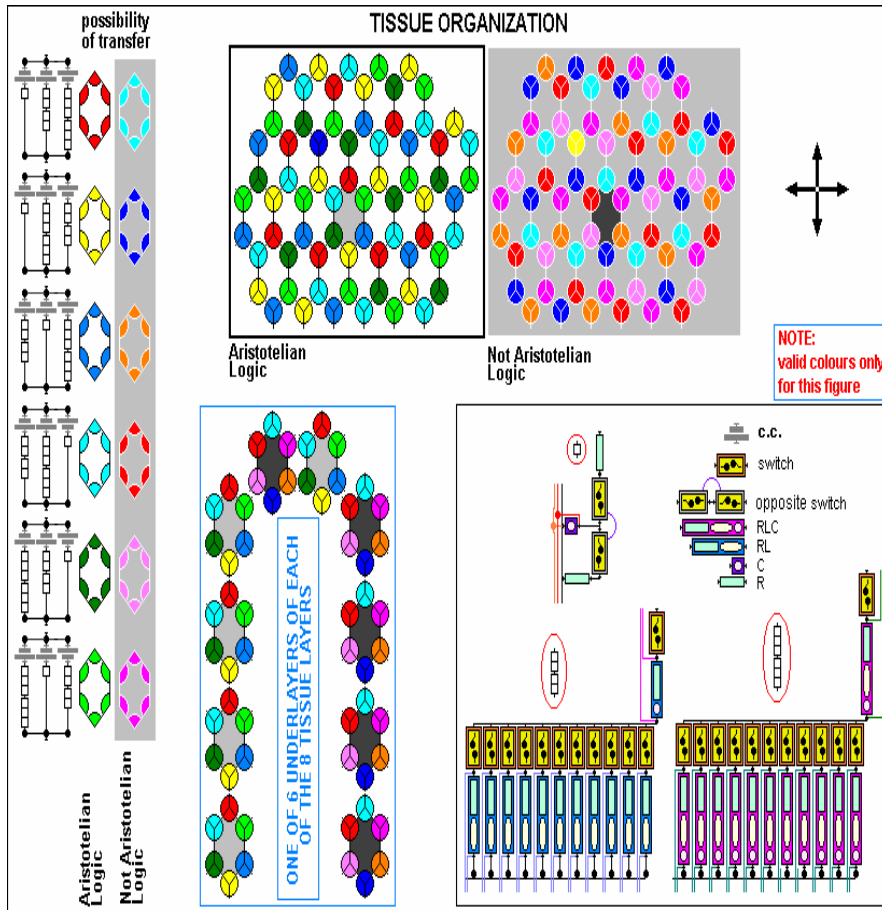 TISSUE ORGANIZATION
possibility
of transfer
Aristotelian
Logic
Not Aristotelian
Logic
NOTE:
valid colours only
for this figure
ONE OF 6 UNDERLAYERS OF EACH
OF THE 8 TISSUE LAYERS
c.c.
switch
opposite switch
RLC
RL
C
R
Aristotelian
Logic
Not Aristotelian
Logic